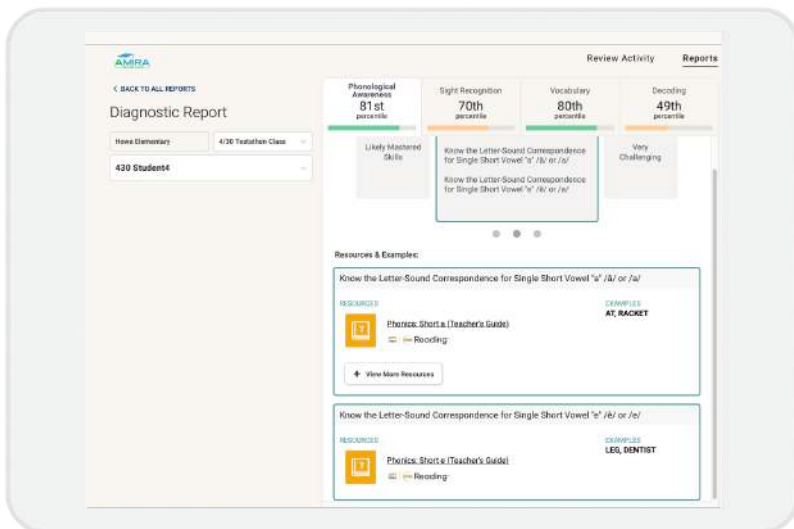 AMIRA
Review Activity
Reports
< BACK TO ALL REPORTS
Diagnostic Report
Howe Elementary
4/30 Testathon Class
430 Student4
Phonological
Awareness
81st
percentile
Sight Recognition
70th
percentile
Vocabulary
80th
percentile
Decoding
49th
percentile
Likely Mastered
Skills
Know the Letter-Sound Correspondence
for Single Short Vowel "a" /ă/ or /a/
Know the Letter-Sound Correspondence
for Single Short Vowel "e" /ĕ/ or /e/
Very
Challenging
Resources & Examples:
Know the Letter-Sound Correspondence for Single Short Vowel "a" /ă/ or /a/
RESOURCES
Phonics: Short a (Teacher's Guide)
Reading
EXAMPLES
AT, RACKET
+ View More Resources
Know the Letter-Sound Correspondence for Single Short Vowel "e" /ĕ/ or /e/
RESOURCES
Phonics: Short e (Teacher's Guide)
Reading
EXAMPLES
LEG, DENTIST